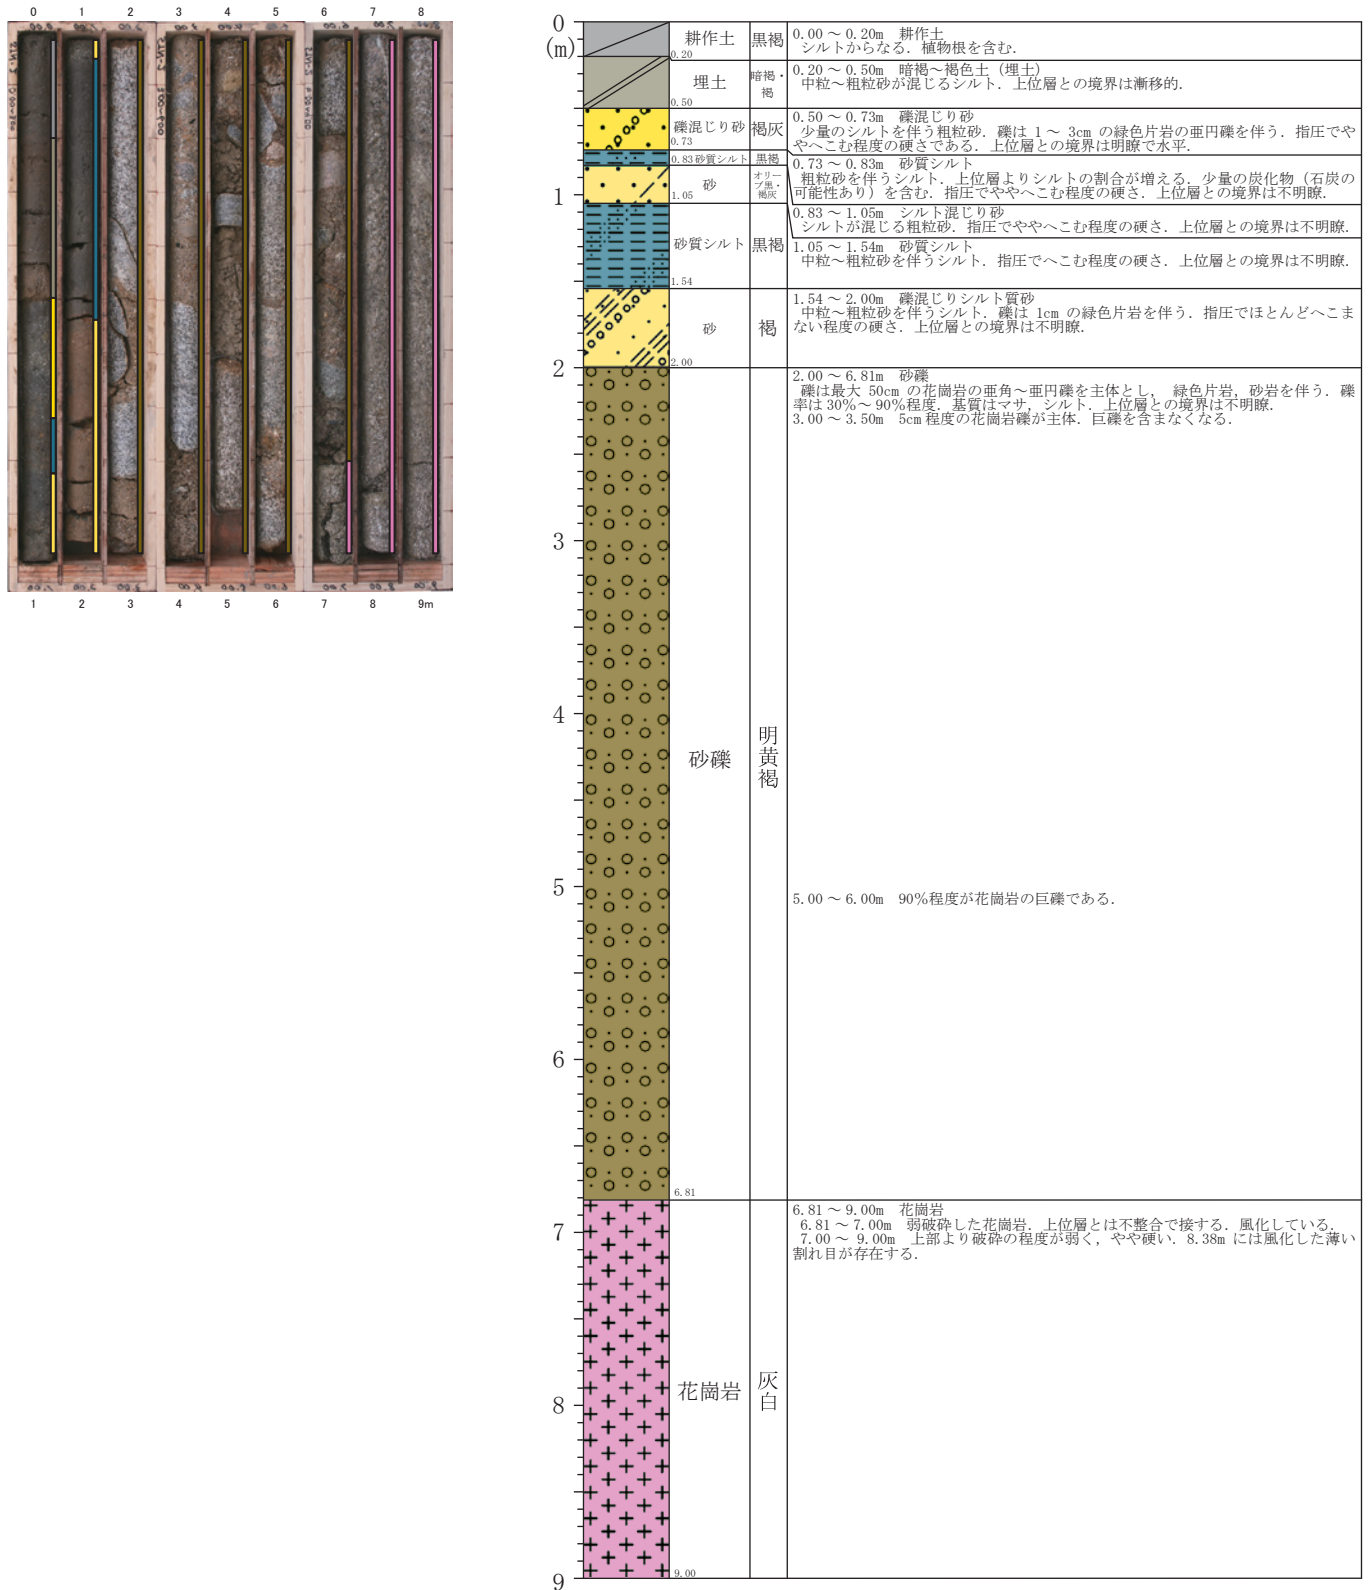 0 1 2 3 4 5 6 7 8
1 2 3 4 5 6 7 8 9m
0
(m)
1
2
3
4
5
6
7
8
9
耕作土 黒褐
0.20
埋土 暗褐・褐
0.50
礫混じり砂 褐灰
0.73
0.83 砂質シルト 黒褐
砂 オリーブ黒・褐灰
1.05
砂質シルト 黒褐
1.54
砂 褐
2.00
砂礫 明黄褐
6.81
花崗岩 灰白
9.00
0.00 ～ 0.20m 耕作土
シルトからなる. 植物根を含む.
0.20 ～ 0.50m 暗褐～褐色土 (埋土)
中粒～粗粒砂が混じるシルト. 上位層との境界は漸移的.
0.50 ～ 0.73m 礫混じり砂
少量のシルトを伴う粗粒砂. 礫は 1 ～ 3cm の緑色片岩の亜円礫を伴う. 指圧でや
やへこむ程度の硬さである. 上位層との境界は明瞭で水平.
0.73 ～ 0.83m 砂質シルト
粗粒砂を伴うシルト. 上位層よりシルトの割合が増える. 少量の炭化物 (石炭の
可能性あり) を含む. 指圧でややへこむ程度の硬さ. 上位層との境界は不明瞭.
0.83 ～ 1.05m シルト混じり砂
シルトが混じる粗粒砂. 指圧でややへこむ程度の硬さ. 上位層との境界は不明瞭.
1.05 ～ 1.54m 砂質シルト
中粒～粗粒砂を伴うシルト. 指圧でへこむ程度の硬さ. 上位層との境界は不明瞭.
1.54 ～ 2.00m 礫混じりシルト質砂
中粒～粗粒砂を伴うシルト. 礫は 1cm の緑色片岩を伴う. 指圧でほとんどへこま
ない程度の硬さ. 上位層との境界は不明瞭.
2.00 ～ 6.81m 砂礫
礫は最大 50cm の花崗岩の亜角～亜円礫を主体とし, 緑色片岩, 砂岩を伴う. 礫
率は 30%～ 90%程度. 基質はマサ, シルト. 上位層との境界は不明瞭.
3.00 ～ 3.50m 5cm 程度の花崗岩礫が主体. 巨礫を含まなくなる.
5.00 ～ 6.00m 90%程度が花崗岩の巨礫である.
6.81 ～ 9.00m 花崗岩
6.81 ～ 7.00m 弱破砕した花崗岩. 上位層とは不整合で接する. 風化している.
7.00 ～ 9.00m 上部より破砕の程度が弱く, やや硬い. 8.38m には風化した薄い
割れ目が存在する.